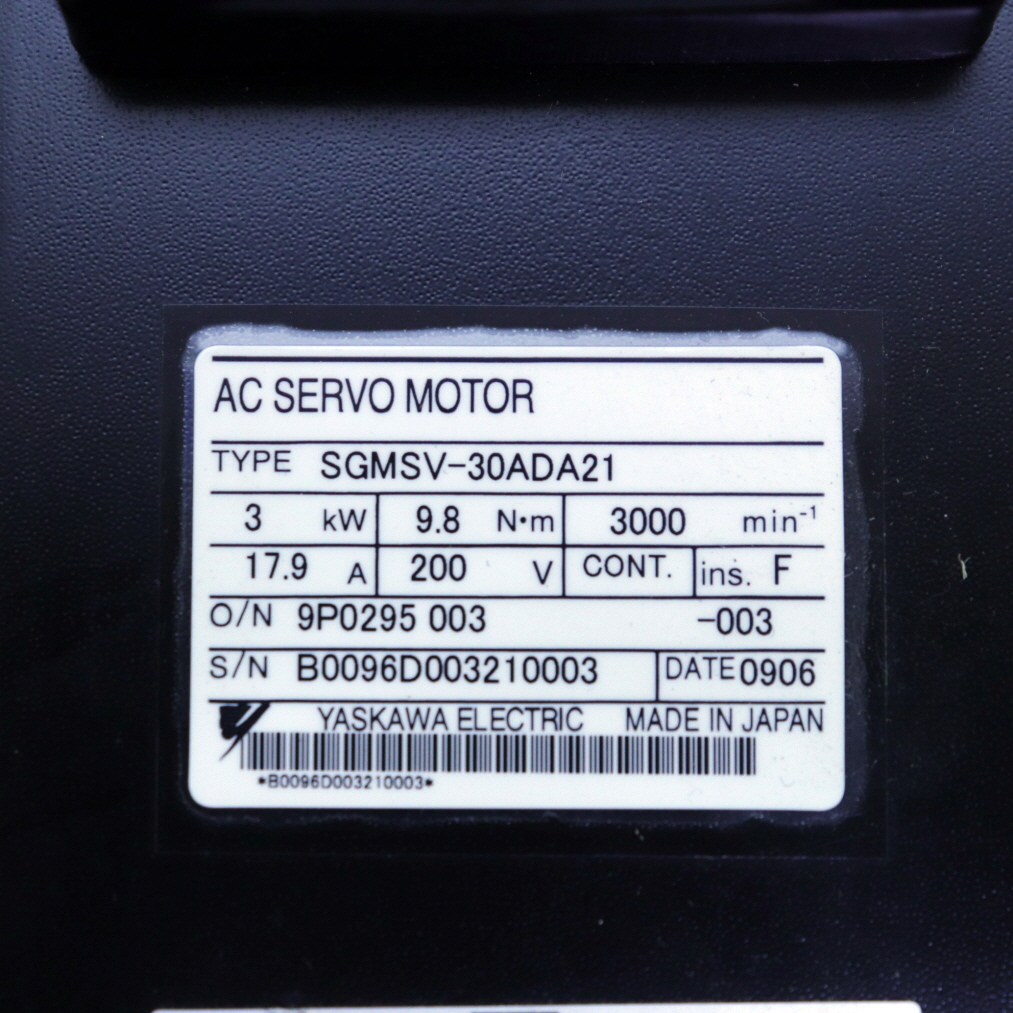 AC SERVO MOTOR
TYPE SGMSV-30ADA21
3 kW 9.8 N·m 3000 min⁻¹
17.9 A 200 V CONT. ins. F
O/N 9P0295 003 -003
S/N B0096D003210003 DATE 0906
YASKAWA ELECTRIC MADE IN JAPAN
*B0096D003210003*